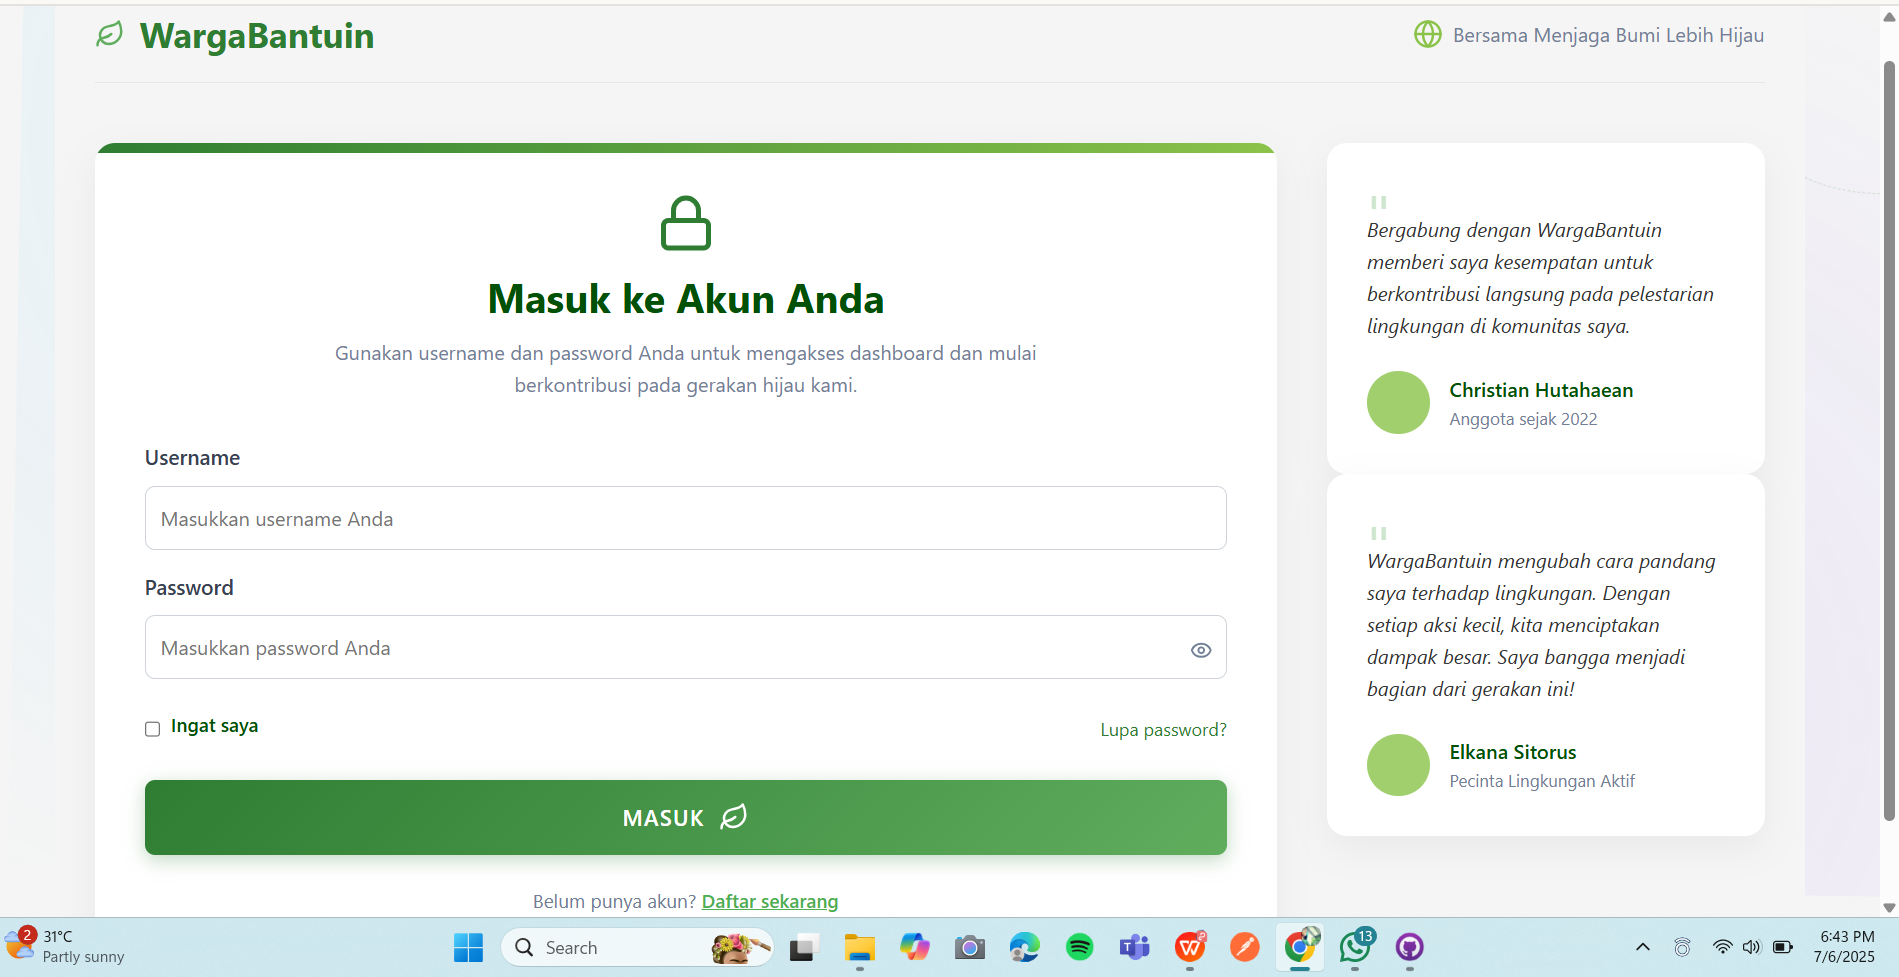 WargaBantuin
Bersama Menjaga Bumi Lebih Hijau
Masuk ke Akun Anda
Gunakan username dan password Anda untuk mengakses dashboard dan mulai
berkontribusi pada gerakan hijau kami.
Username
Masukkan username Anda
Password
Masukkan password Anda
Ingat saya
Lupa password?
MASUK
Belum punya akun? Daftar sekarang
"
Bergabung dengan WargaBantuin
memberi saya kesempatan untuk
berkontribusi langsung pada pelestarian
lingkungan di komunitas saya.
Christian Hutahaean
Anggota sejak 2022
"
WargaBantuin mengubah cara pandang
saya terhadap lingkungan. Dengan
setiap aksi kecil, kita menciptakan
dampak besar. Saya bangga menjadi
bagian dari gerakan ini!
Elkana Sitorus
Pecinta Lingkungan Aktif
2
31°C
Partly sunny
Search
13
6:43 PM
7/6/2025